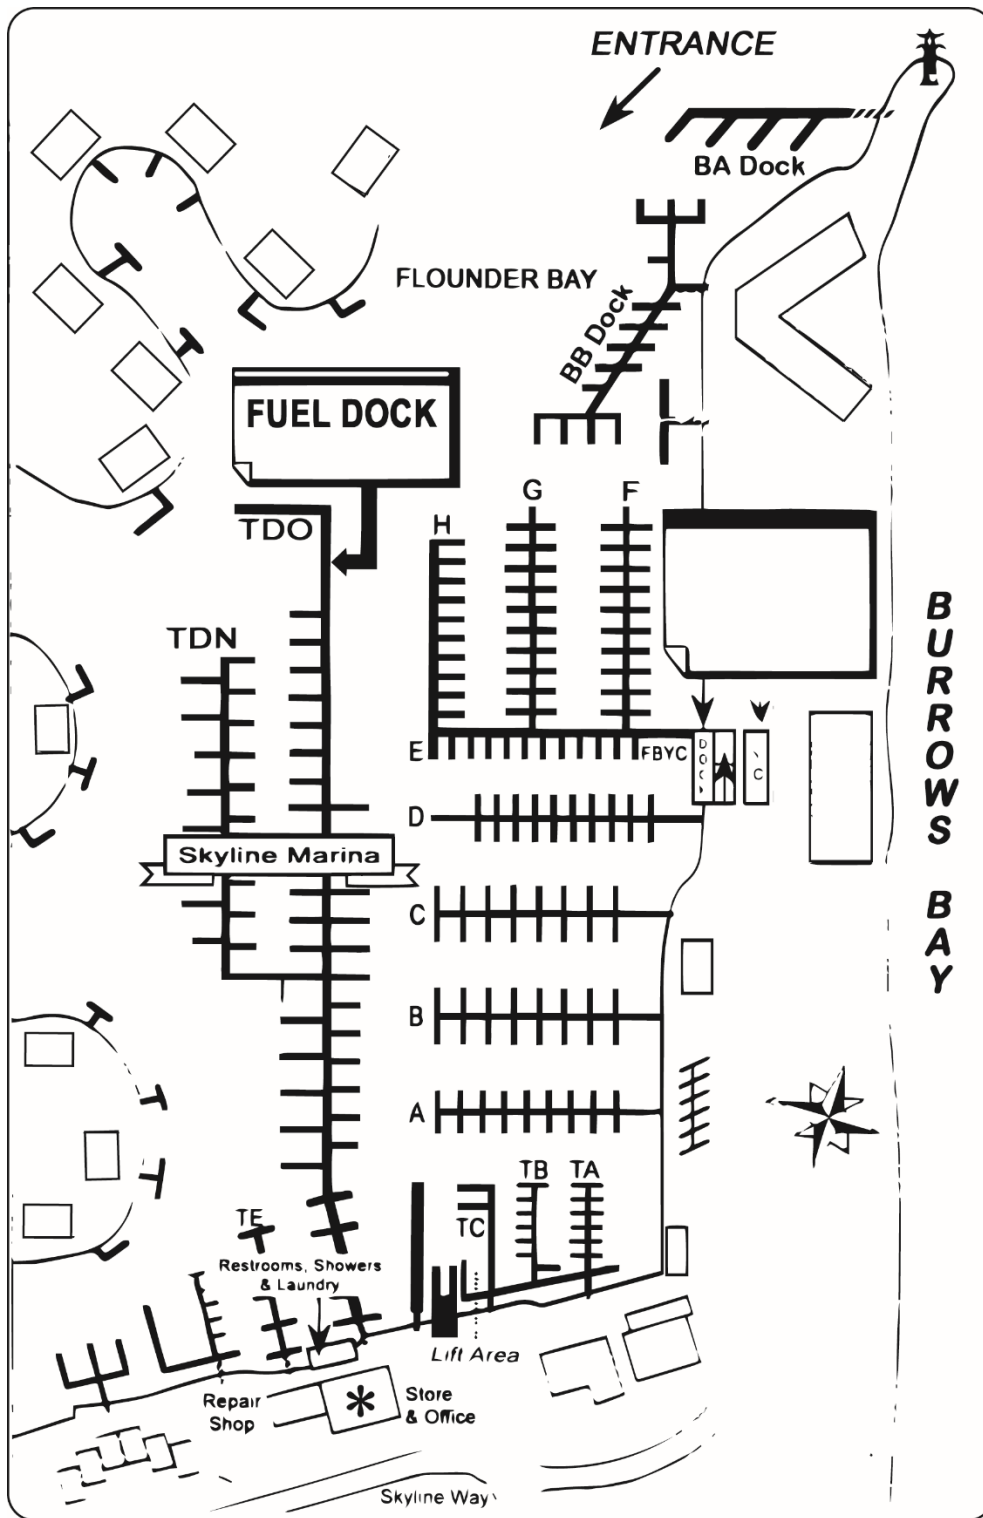 ENTRANCE
BA Dock
FLOUNDER BAY
BB Dock
FUEL DOCK
TDO
H
G
F
TDN
BURROWS
BAY
E
FBYC
D
Skyline Marina
C
B
A
TB
TA
TC
TE
Restrooms, Showers
& Laundry
Lift Area
Repair
Shop
*
Store
& Office
Skyline Way